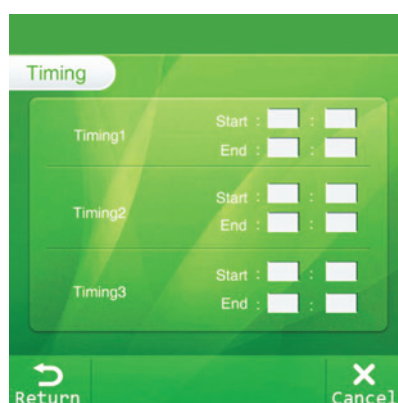 Timing
Timing1
Start : :
End : :
Timing2
Start : :
End : :
Timing3
Start : :
End : :
Return
Cancel